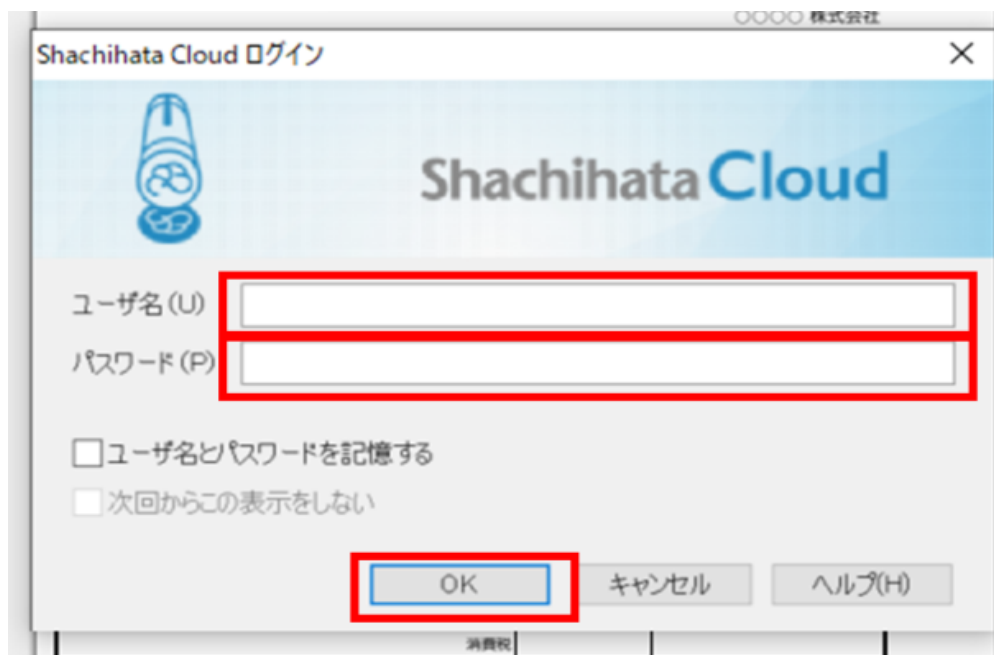 〇〇〇〇 株式会社
Shachihata Cloud ログイン
Shachihata Cloud
ユーザ名(U)
パスワード(P)
ユーザ名とパスワードを記憶する
次回からこの表示をしない
OK キャンセル ヘルプ(H)
消費税